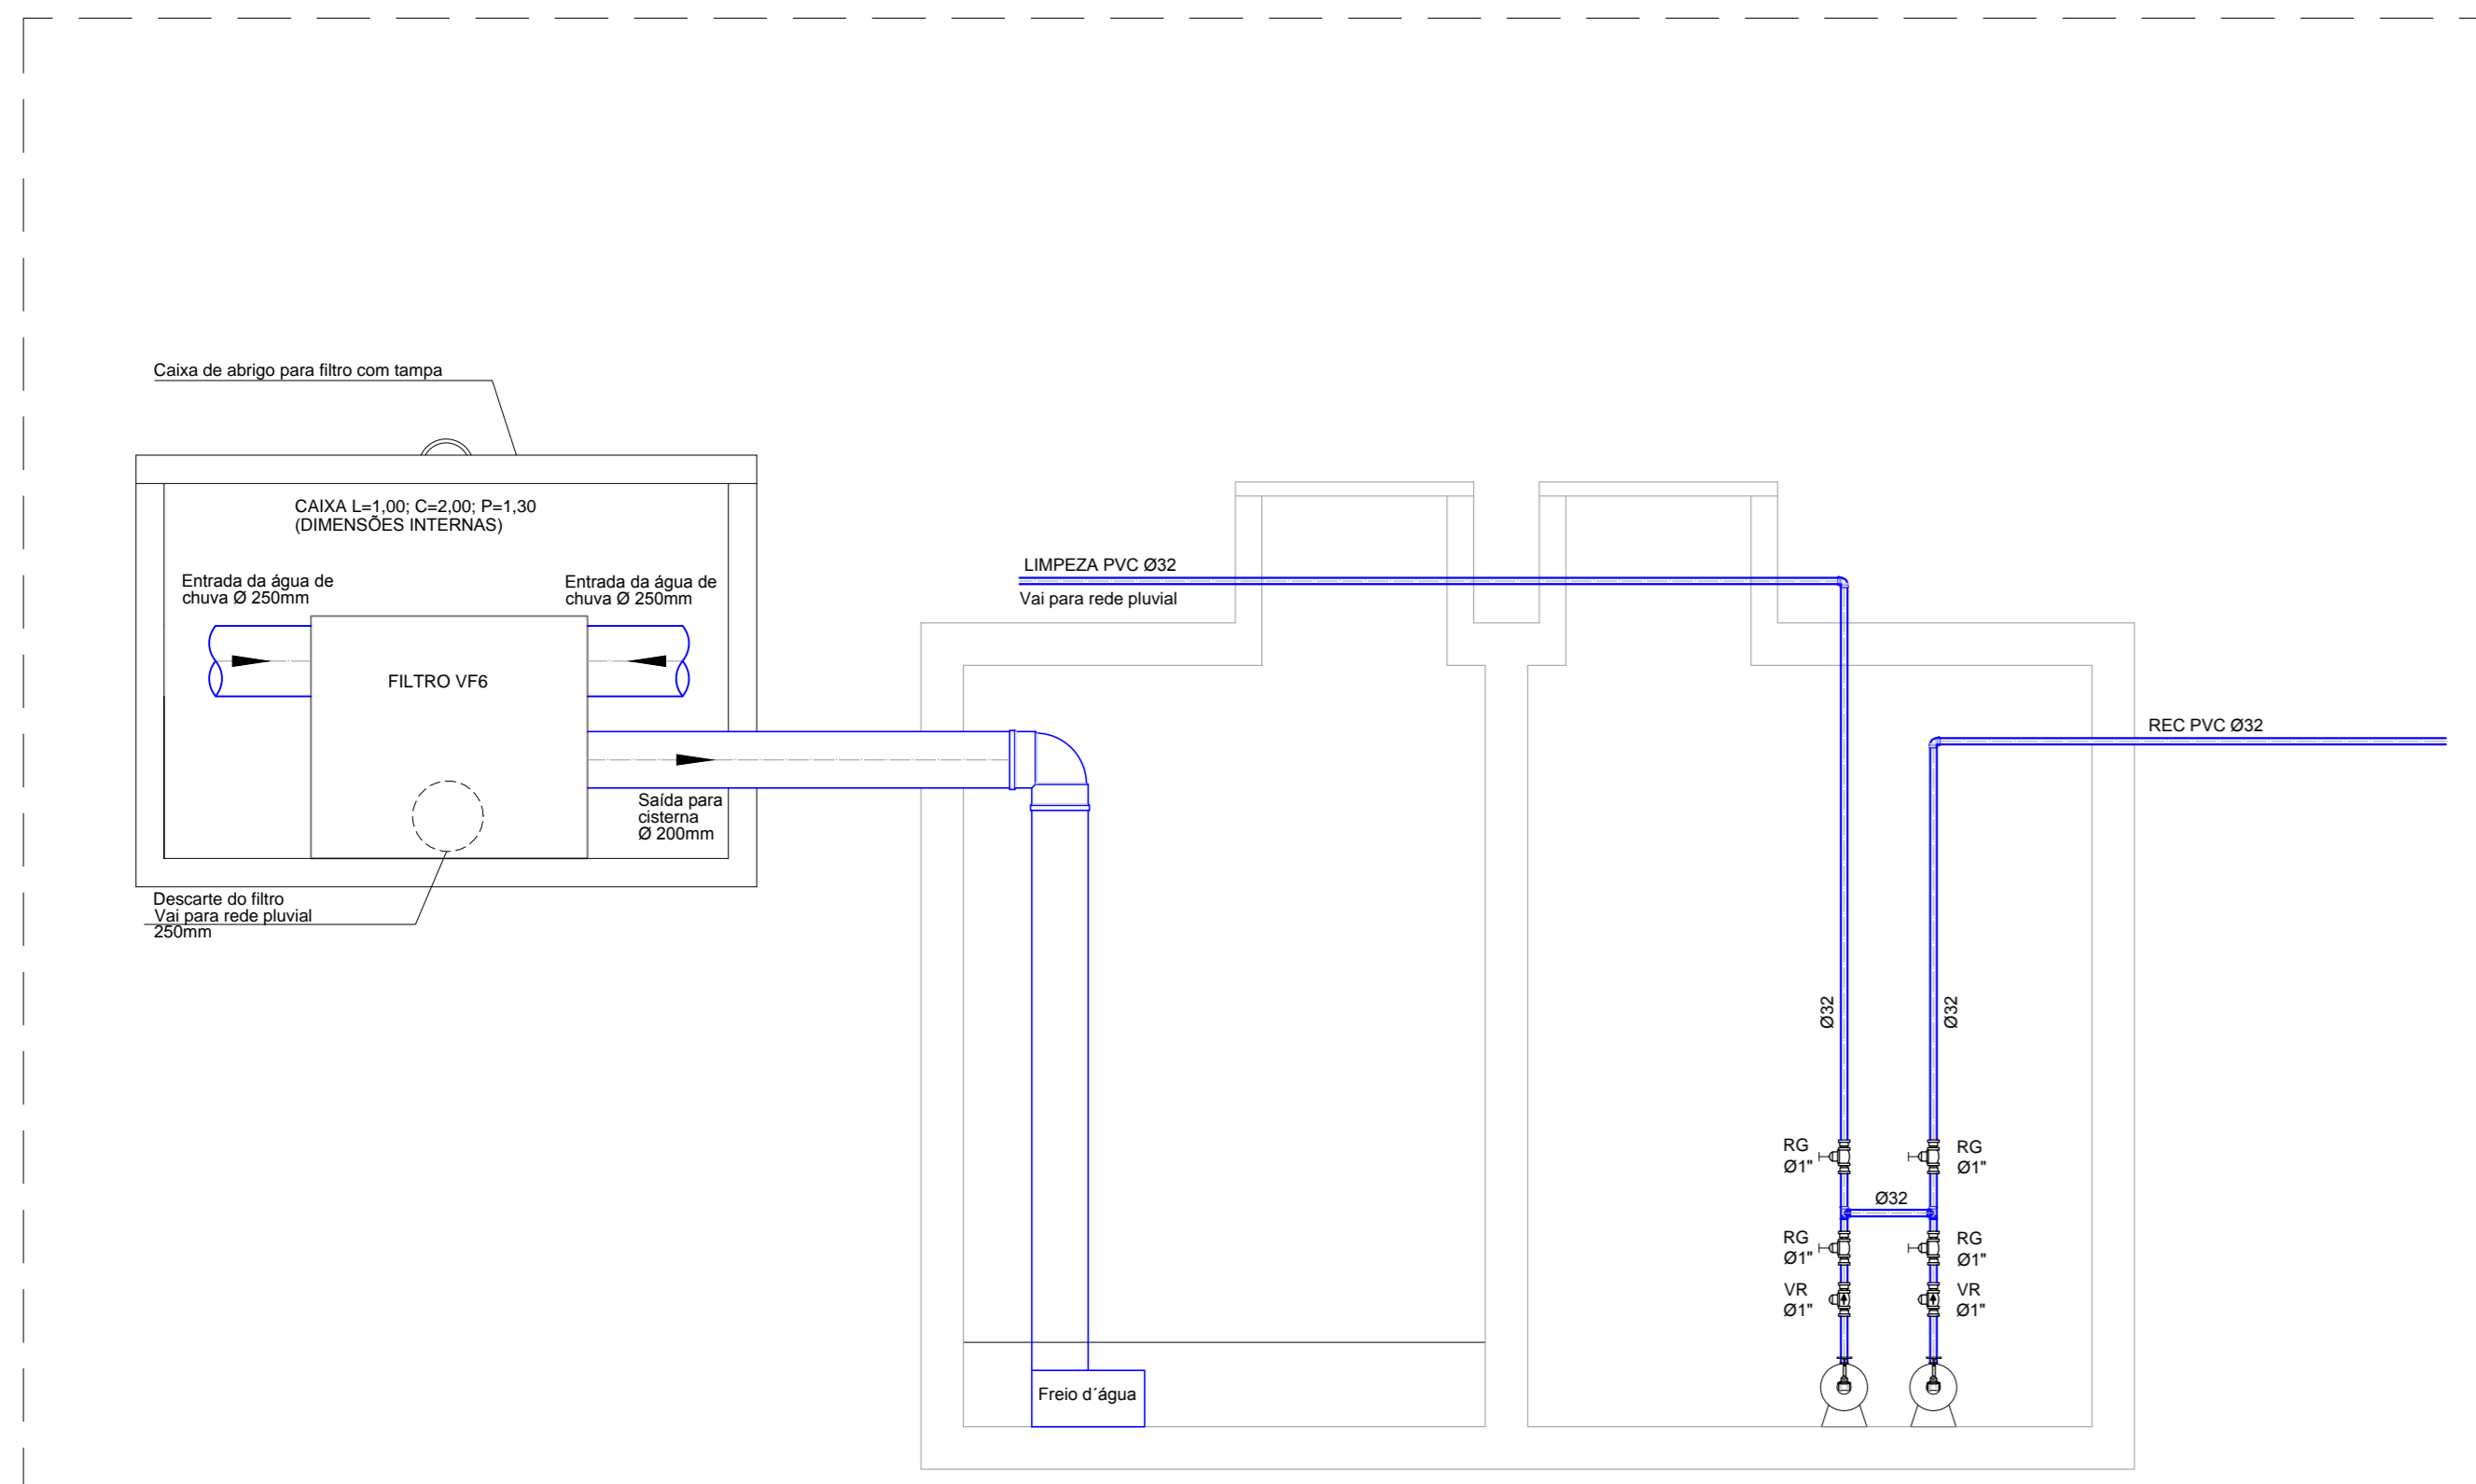 Caixa de abrigo para filtro com tampa
CAIXA L=1,00; C=2,00; P=1,30
(DIMENSÕES INTERNAS)
Entrada da água de
chuva Ø 250mm
Entrada da água de
chuva Ø 250mm
FILTRO VF6
Saída para
cisterna
Ø 200mm
Descarte do filtro
Vai para rede pluvial
250mm
LIMPEZA PVC Ø32
Vai para rede pluvial
REC PVC Ø32
Ø32
Ø32
RG
Ø1"
RG
Ø1"
Ø32
RG
Ø1"
RG
Ø1"
VR
Ø1"
VR
Ø1"
Freio d´água